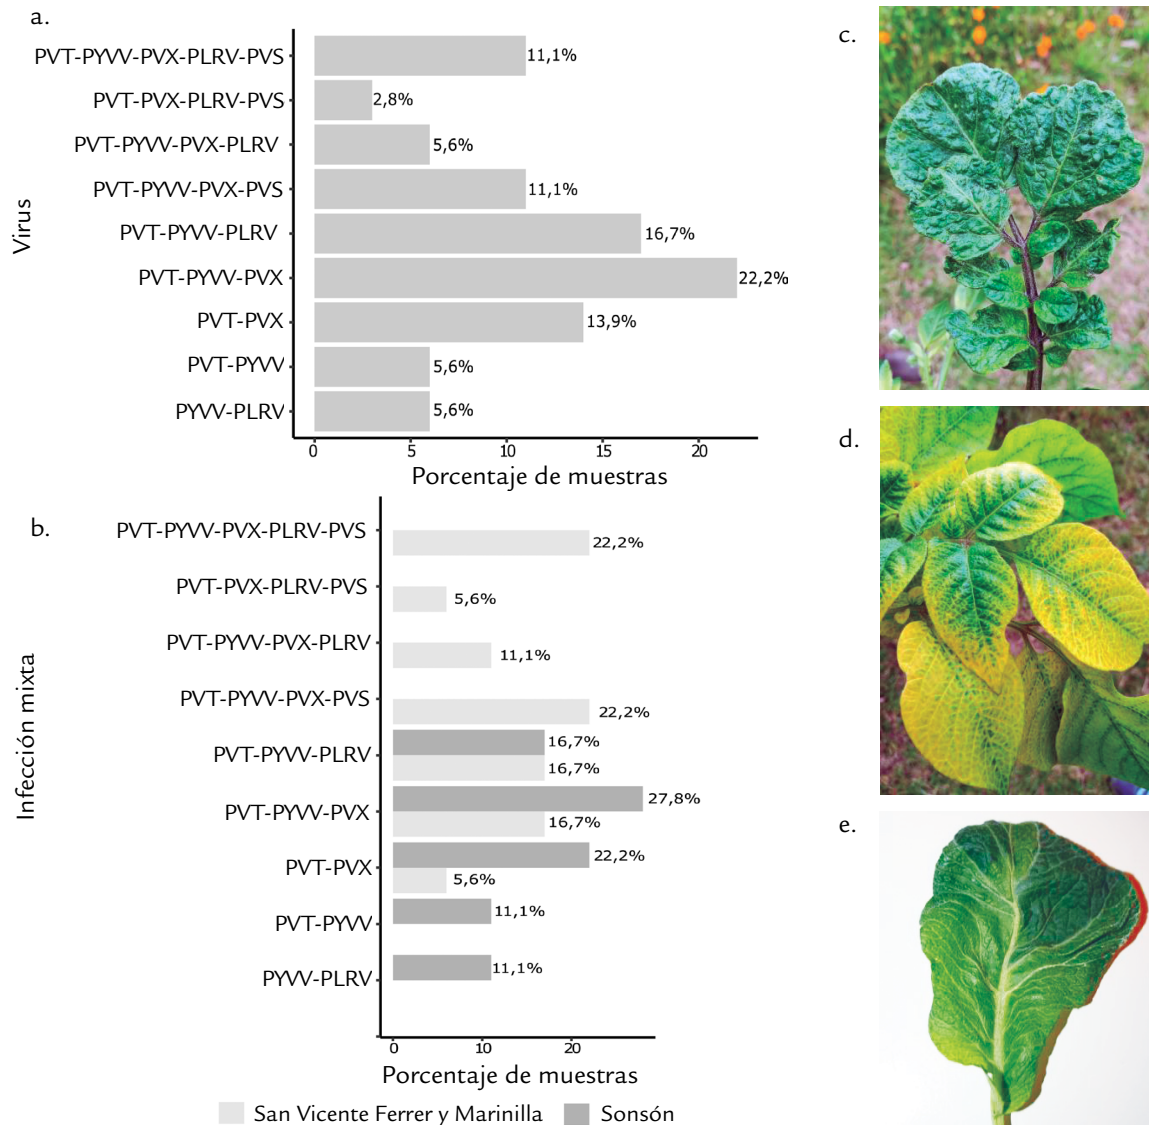 a.
Virus
PVT-PYVV-PVX-PLRV-PVS
11,1%
PVT-PVX-PLRV-PVS
2,8%
PVT-PYVV-PVX-PLRV
5,6%
PVT-PYVV-PVX-PVS
11,1%
PVT-PYVV-PLRV
16,7%
PVT-PYVV-PVX
22,2%
PVT-PVX
13,9%
PVT-PYVV
5,6%
PYVV-PLRV
5,6%
0 5 10 15 20
Porcentaje de muestras
b.
Infección mixta
PVT-PYVV-PVX-PLRV-PVS
22,2%
PVT-PVX-PLRV-PVS
5,6%
PVT-PYVV-PVX-PLRV
11,1%
PVT-PYVV-PVX-PVS
22,2%
PVT-PYVV-PLRV
16,7%
16,7%
PVT-PYVV-PVX
27,8%
16,7%
PVT-PVX
22,2%
5,6%
PVT-PYVV
11,1%
PYVV-PLRV
11,1%
0 10 20
Porcentaje de muestras
San Vicente Ferrer y Marinilla
Sonsón
c.
d.
e.